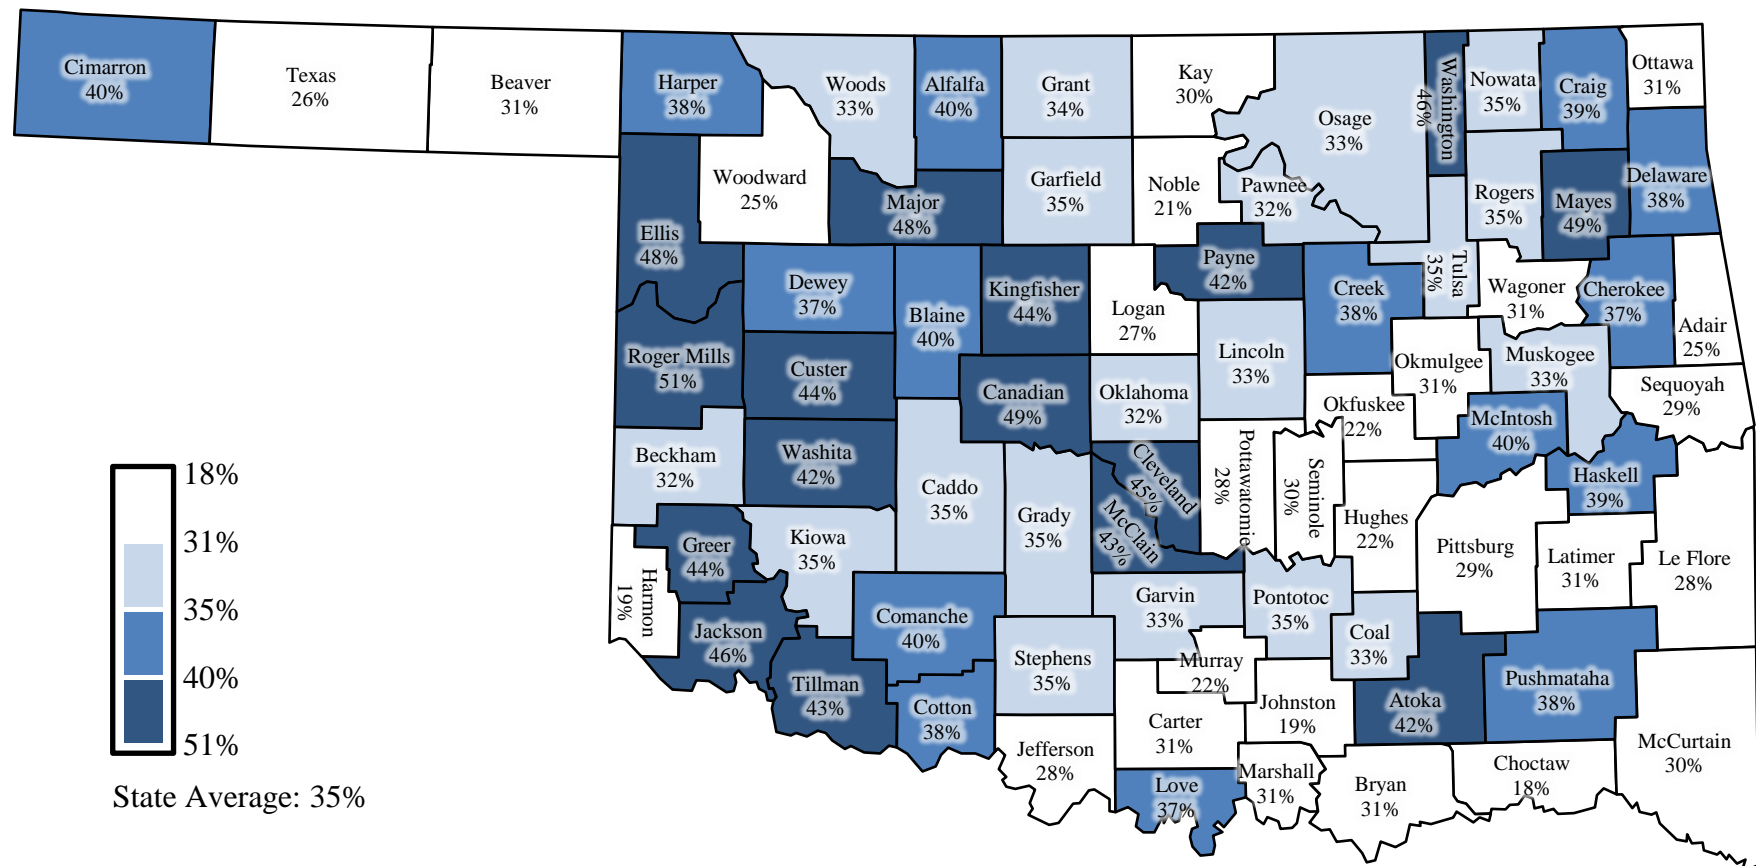 Cimarron
40%
Texas
26%
Beaver
31%
Harper
38%
Woods
33%
Alfalfa
40%
Grant
34%
Kay
30%
Osage
33%
Washington
46%
Nowata
35%
Craig
39%
Ottawa
31%
Woodward
25%
Major
48%
Garfield
35%
Noble
21%
Pawnee
32%
Rogers
35%
Mayes
49%
Delaware
38%
Ellis
48%
Dewey
37%
Blaine
40%
Kingfisher
44%
Logan
27%
Payne
42%
Creek
38%
Tulsa
35%
Wagoner
31%
Cherokee
37%
Adair
25%
Roger Mills
51%
Custer
44%
Canadian
49%
Oklahoma
32%
Lincoln
33%
Okmulgee
31%
Muskogee
33%
Sequoyah
29%
Okfuskee
22%
McIntosh
40%
Beckham
32%
Washita
42%
Caddo
35%
Grady
35%
Cleveland
45%
McClain
43%
Pottawatomie
28%
Seminole
30%
Hughes
22%
Haskell
39%
Pittsburg
29%
Latimer
31%
Le Flore
28%
Greer
44%
Kiowa
35%
Harmon
19%
Jackson
46%
Comanche
40%
Garvin
33%
Pontotoc
35%
Coal
33%
Tillman
43%
Cotton
38%
Stephens
35%
Murray
22%
Johnston
19%
Atoka
42%
Pushmataha
38%
Carter
31%
Jefferson
28%
Love
37%
Marshall
31%
Bryan
31%
Choctaw
18%
McCurtain
30%
18%
31%
35%
40%
51%
State Average: 35%